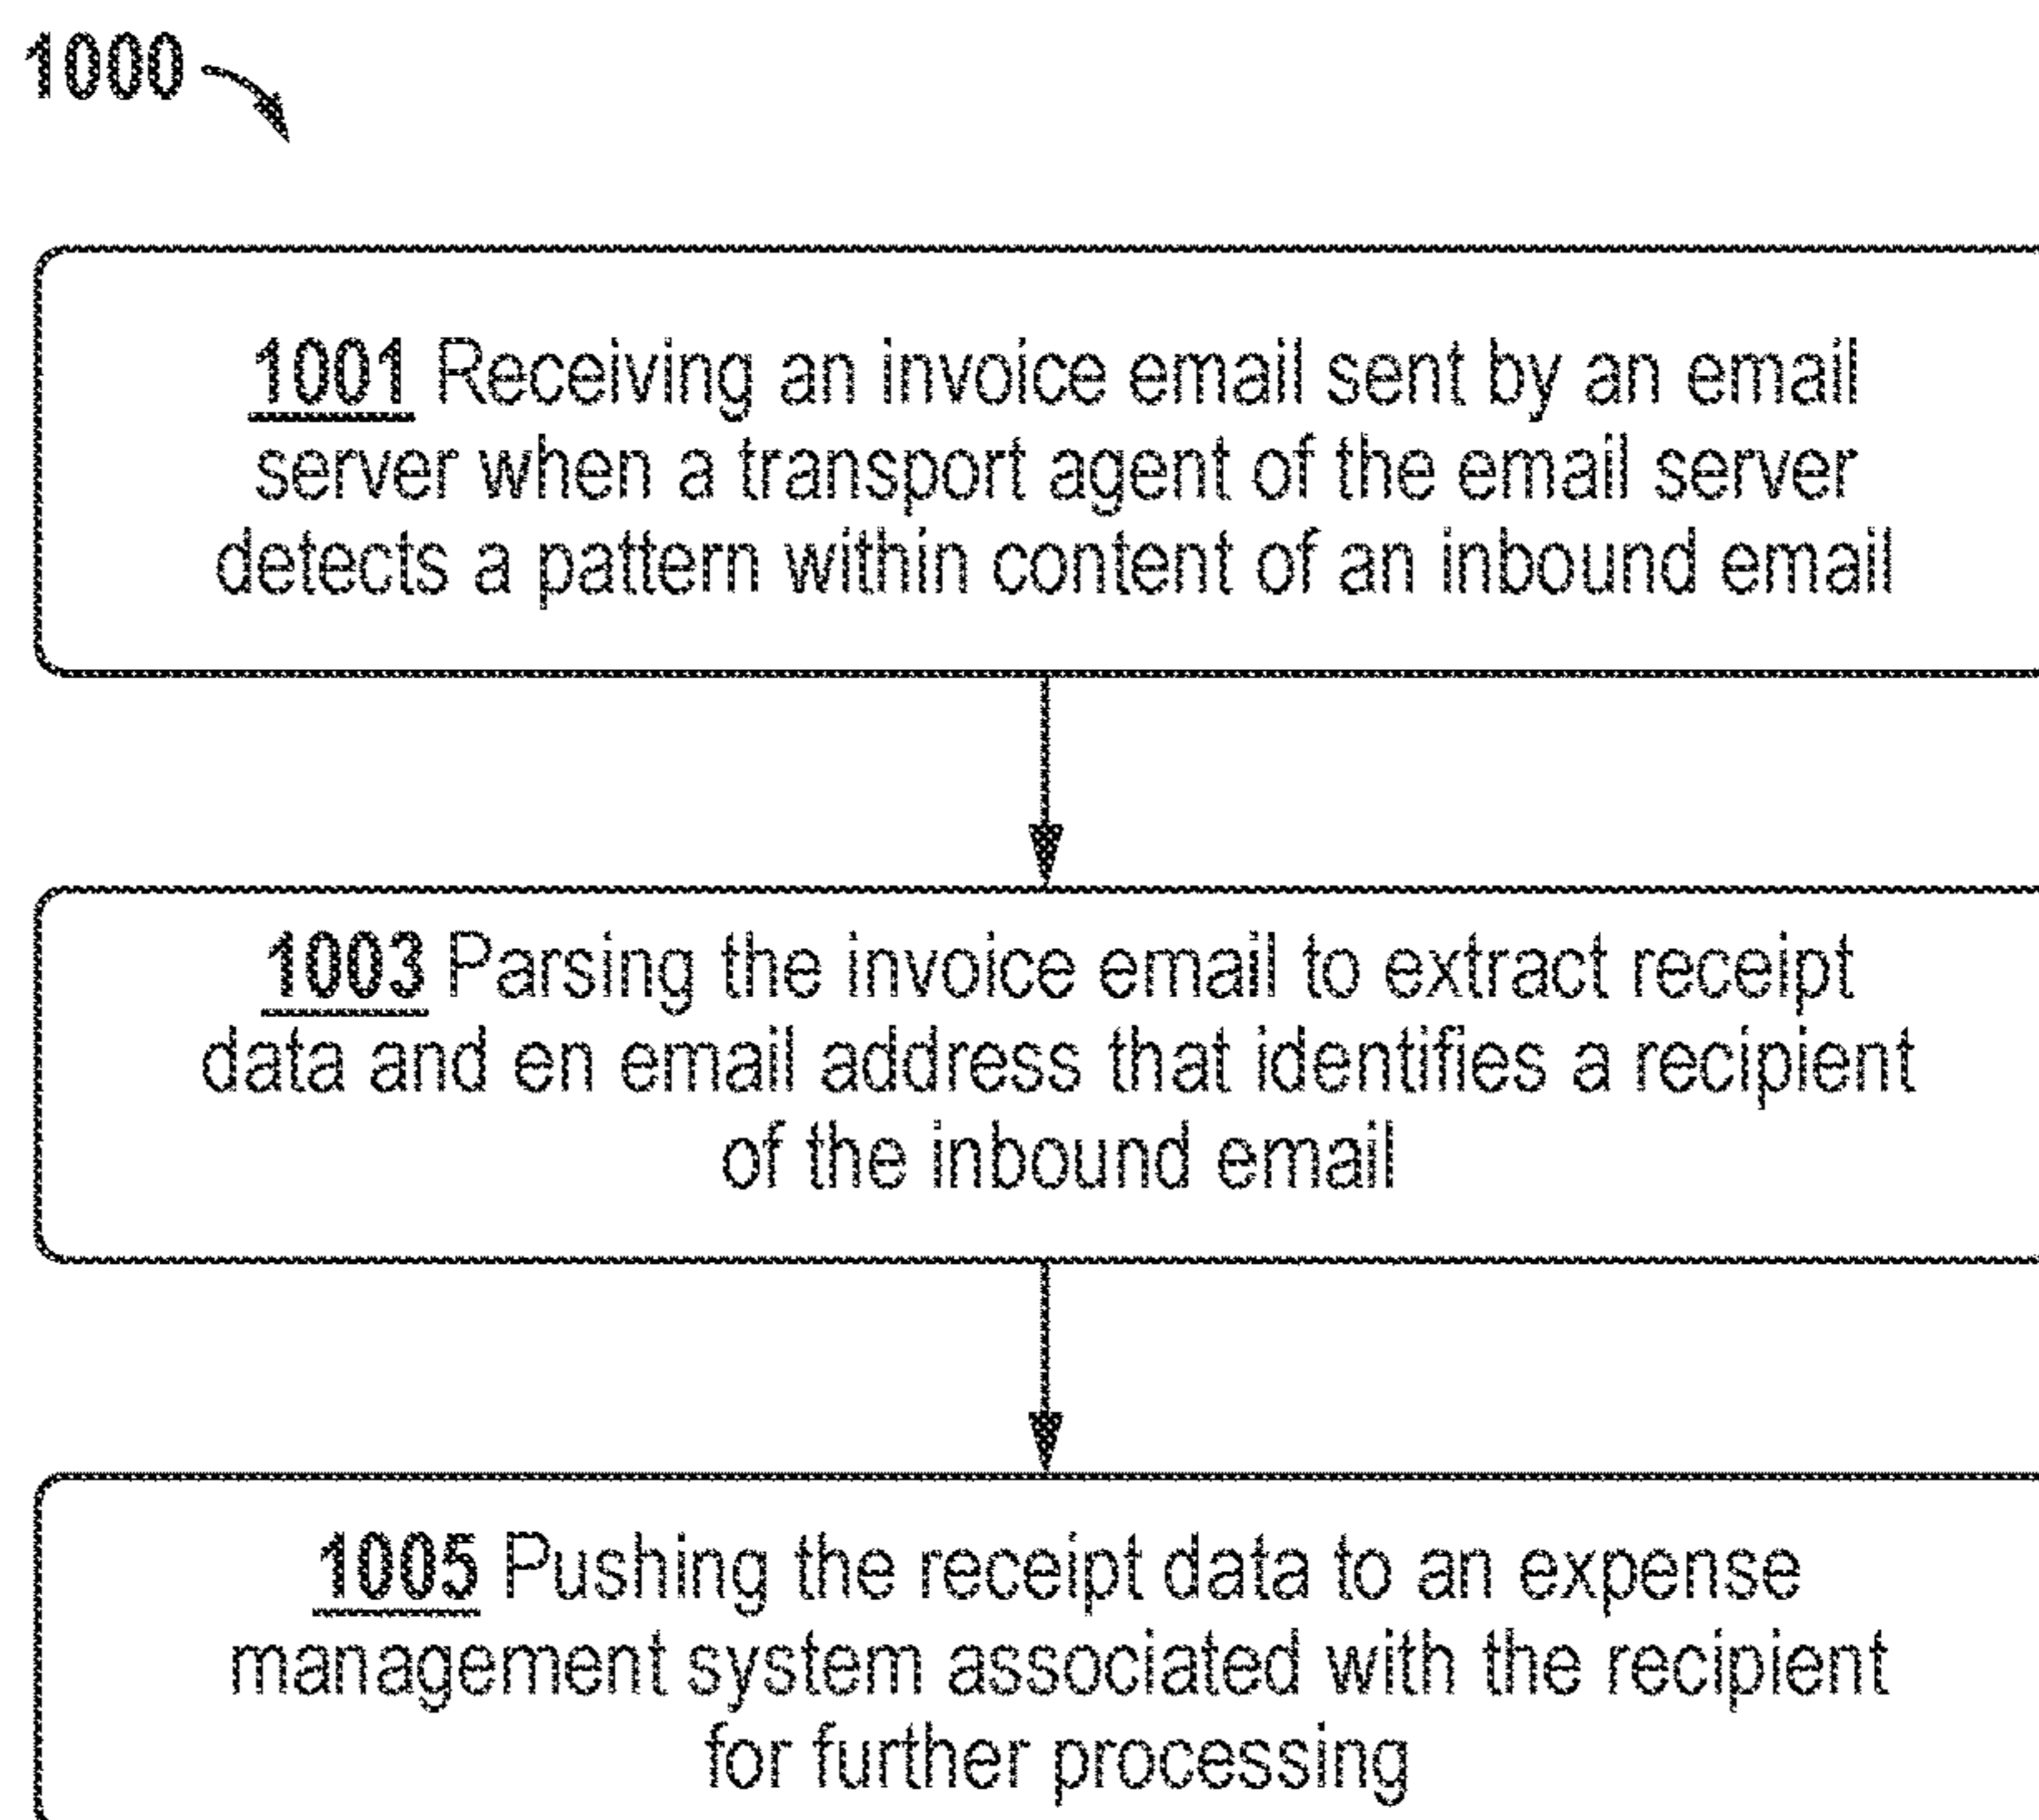 1000
1001 Receiving an invoice email sent by an email
server when a transport agent of the email server
detects a pattern within content of an inbound email
1003 Parsing the invoice email to extract receipt
data and en email address that identifies a recipient
of the inbound email
1005 Pushing the receipt data to an expense
management system associated with the recipient
for further processing